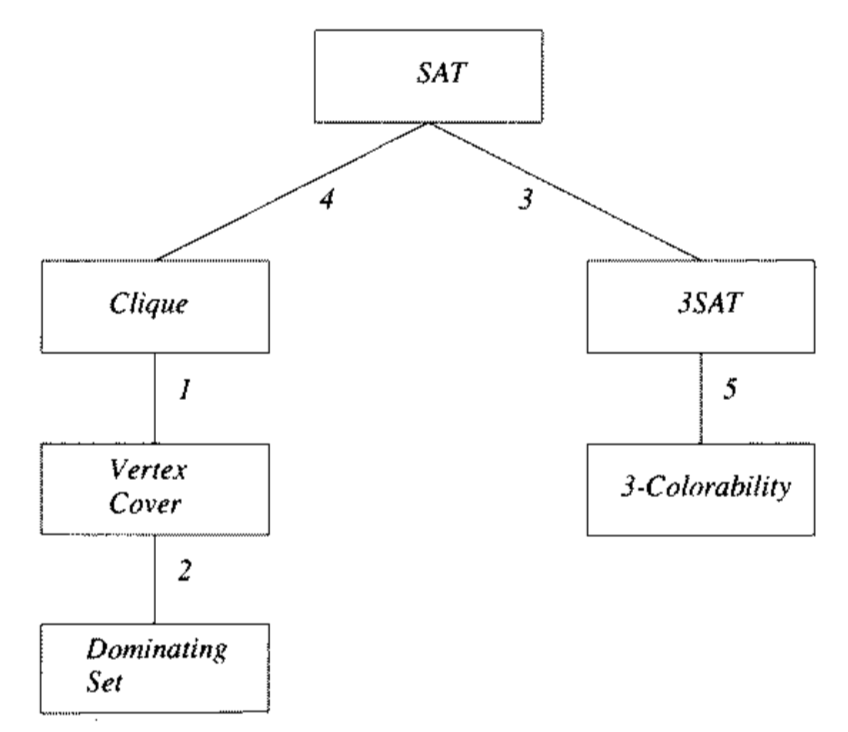 SAT
4
3
Clique
3SAT
1
5
Vertex
Cover
3-Colorability
2
Dominating
Set